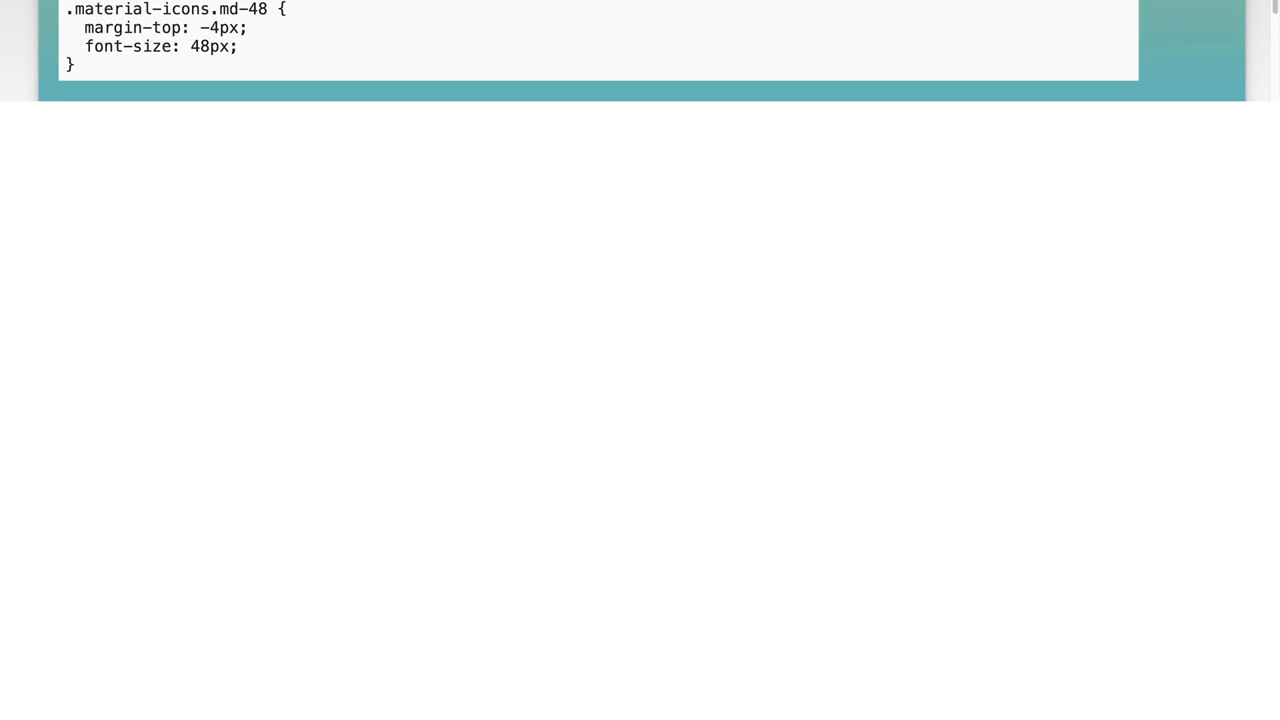 .material-icons.md-48 {
  margin-top: -4px;
  font-size: 48px;
}